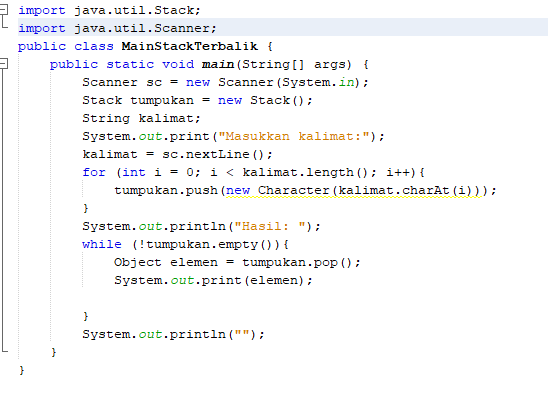 import java.util.Stack;
import java.util.Scanner;
public class MainStackTerbalik {
    public static void main(String[] args) {
        Scanner sc = new Scanner(System.in);
        Stack tumpukan = new Stack();
        String kalimat;
        System.out.print("Masukkan kalimat:");
        kalimat = sc.nextLine();
        for (int i = 0; i < kalimat.length(); i++){
            tumpukan.push(new Character(kalimat.charAt(i)));
        }
        System.out.println("Hasil: ");
        while (!tumpukan.empty()){
            Object elemen = tumpukan.pop();
            System.out.print(elemen);
        }
        System.out.println("");
    }
}